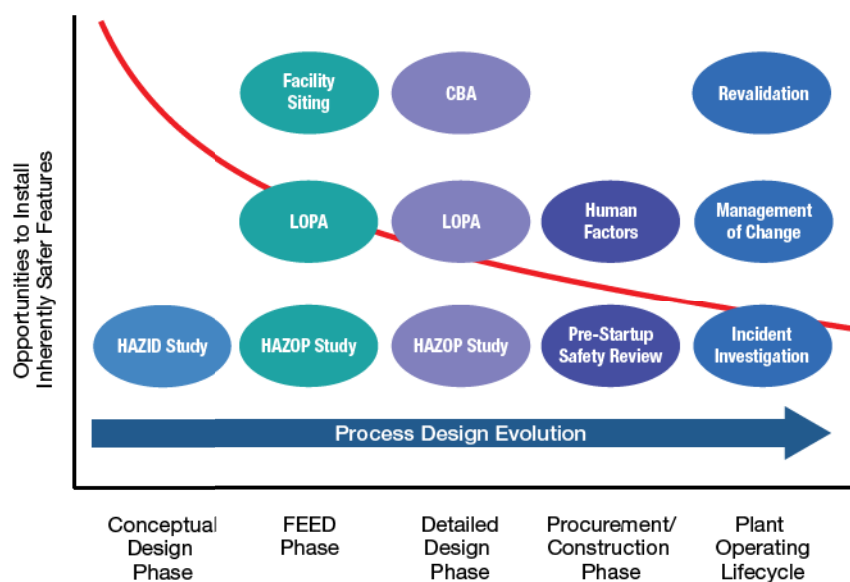 Opportunities to Install
Inherently Safer Features
Facility
Siting
CBA
Revalidation
LOPA
LOPA
Human
Factors
Management
of Change
HAZID Study
HAZOP Study
HAZOP Study
Pre-Startup
Safety Review
Incident
Investigation
Process Design Evolution
Conceptual
Design
Phase
FEED
Phase
Detailed
Design
Phase
Procurement/
Construction
Phase
Plant
Operating
Lifecycle